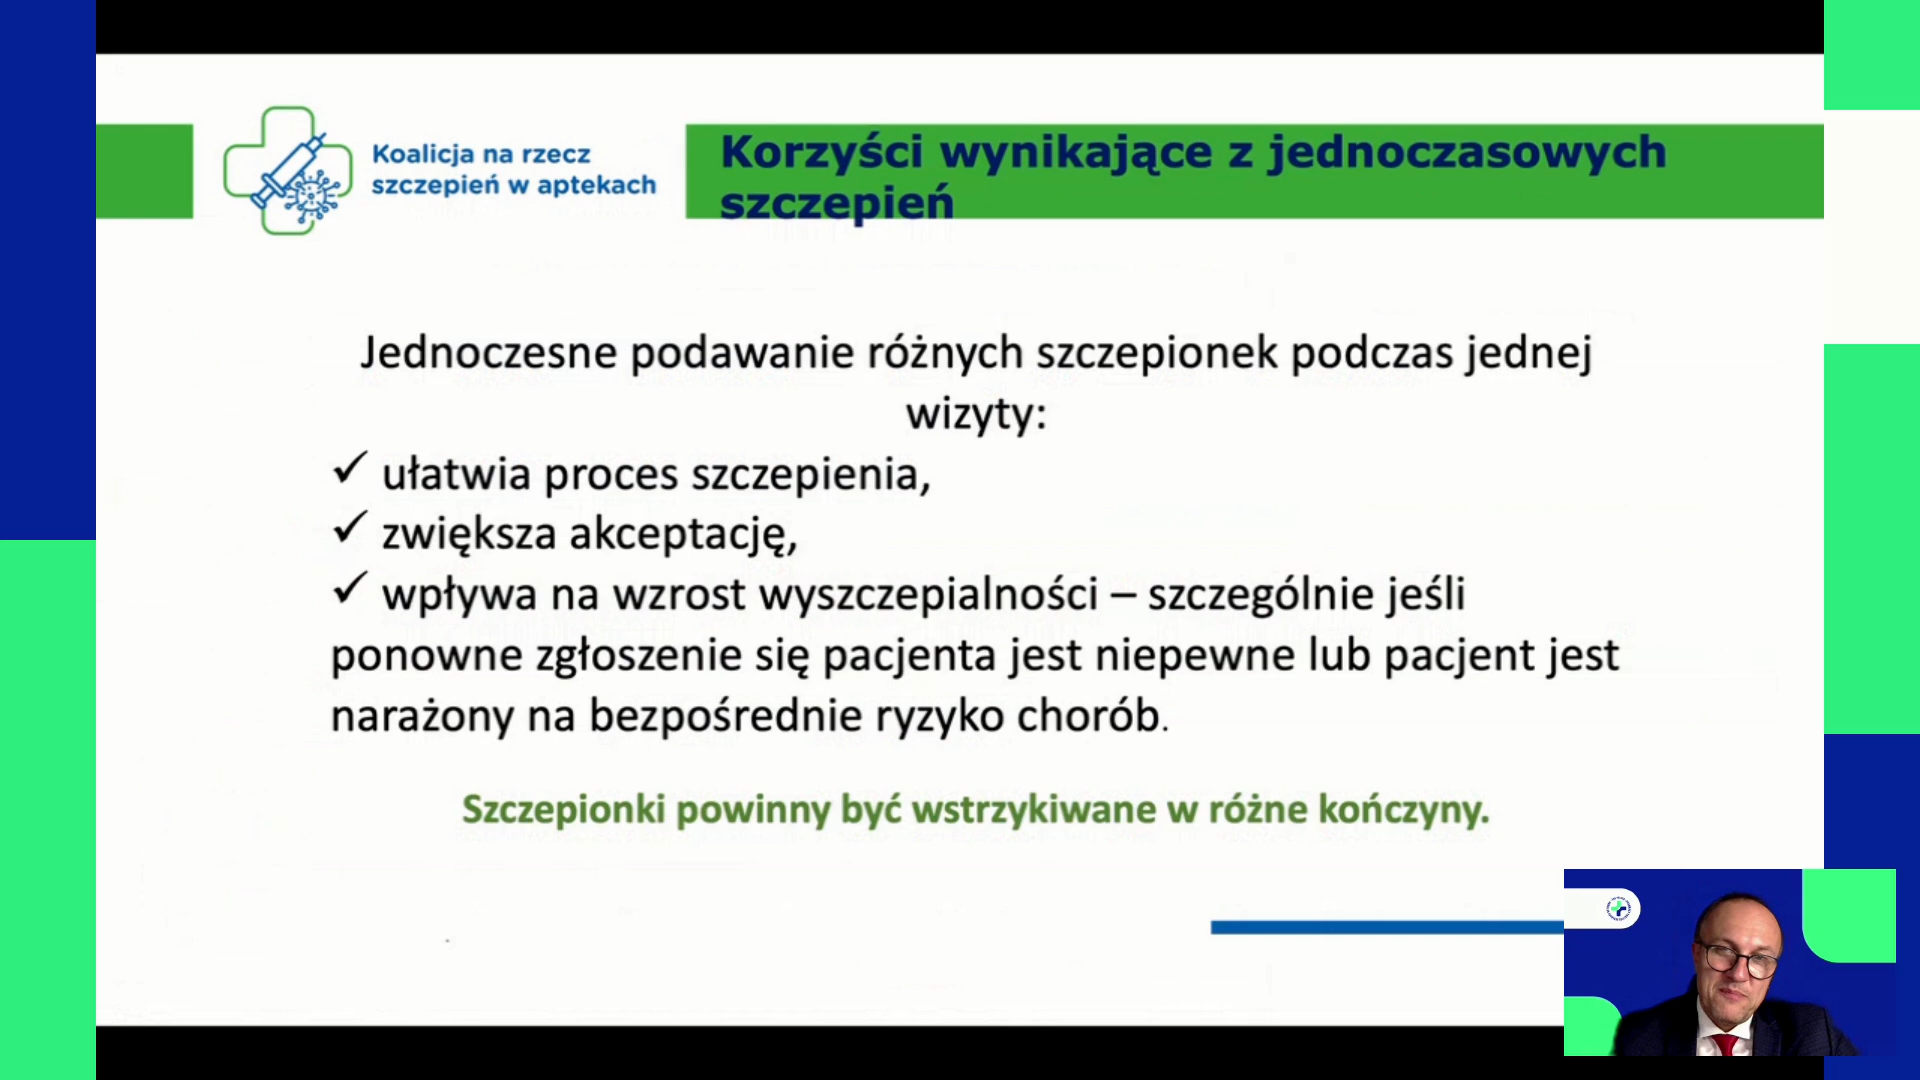 Koalicja na rzecz
szczepień w aptekach
Korzyści wynikające z jednoczasowych
szczepień
Jednoczesne podawanie różnych szczepionek podczas jednej
wizyty:
✓ ułatwia proces szczepienia,
✓ zwiększa akceptację,
✓ wpływa na wzrost wyszczepialności – szczególnie jeśli
ponowne zgłoszenie się pacjenta jest niepewne lub pacjent jest
narażony na bezpośrednie ryzyko chorób.
Szczepionki powinny być wstrzykiwane w różne kończyny.